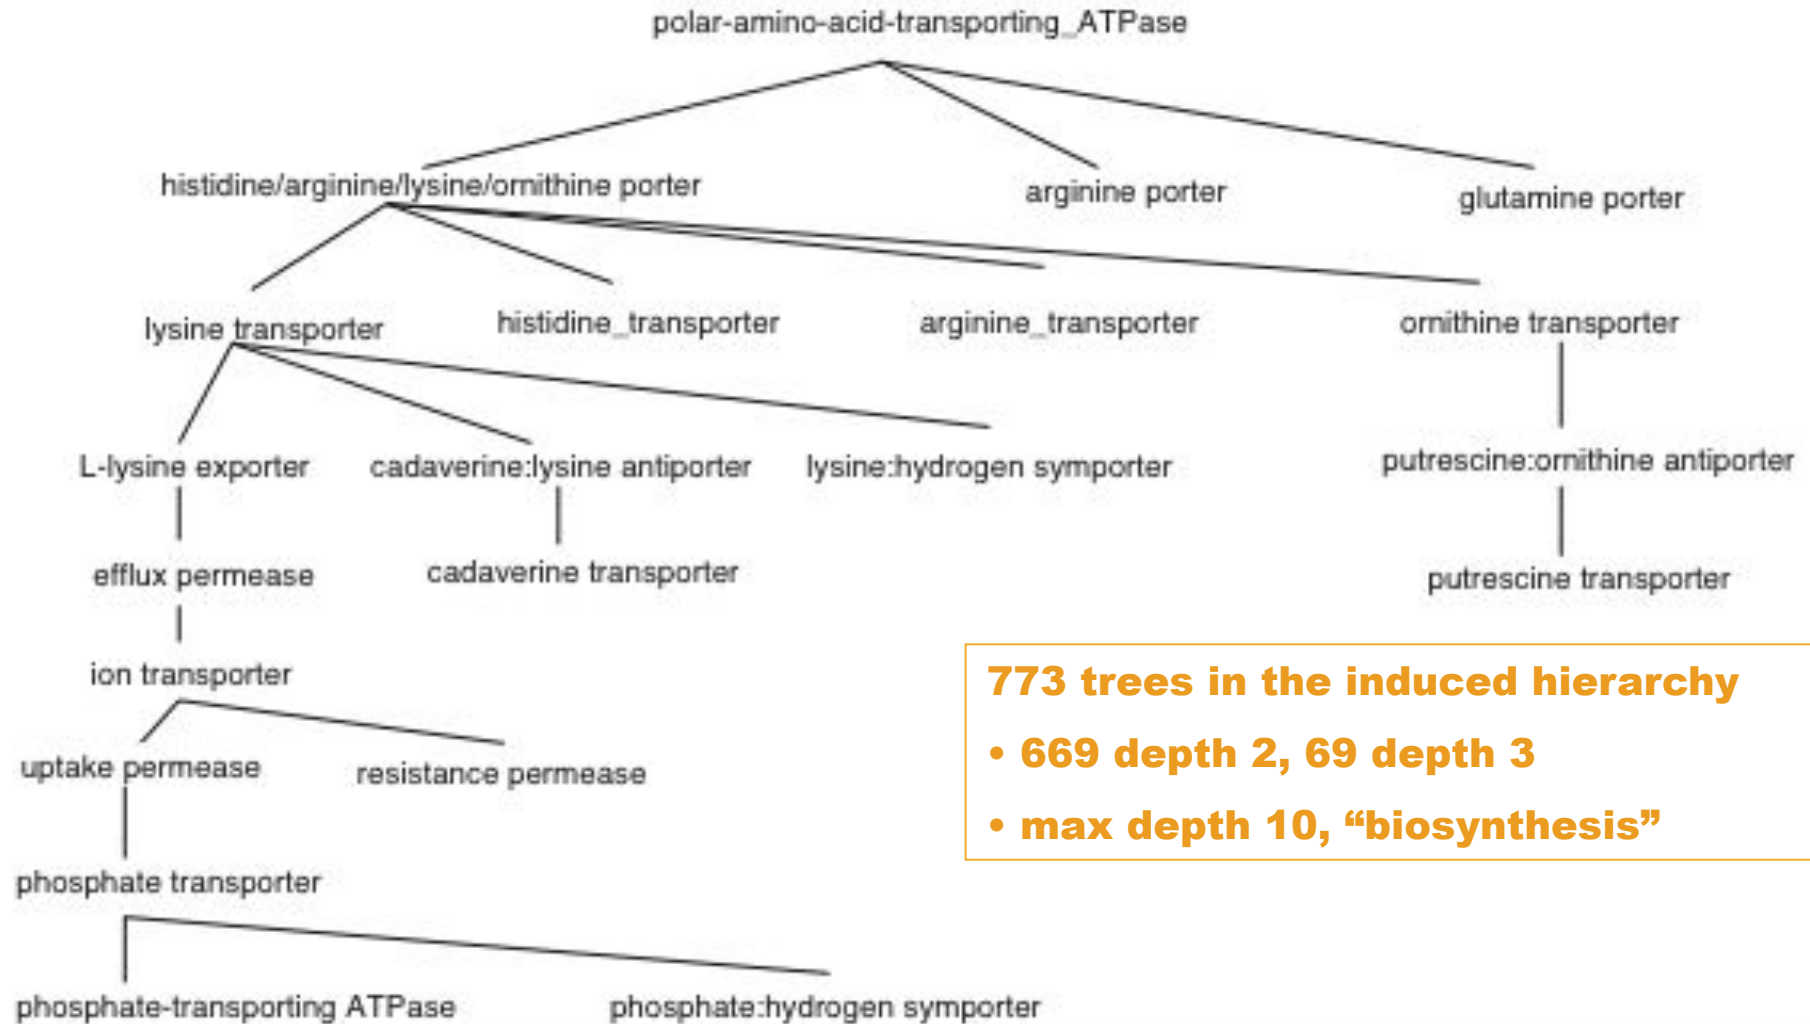 polar-amino-acid-transporting_ATPase
histidine/arginine/lysine/ornithine porter
arginine porter
glutamine porter
lysine transporter
histidine_transporter
arginine_transporter
ornithine transporter
L-lysine exporter
cadaverine:lysine antiporter
lysine:hydrogen symporter
putrescine:ornithine antiporter
efflux permease
cadaverine transporter
putrescine transporter
ion transporter
773 trees in the induced hierarchy
• 669 depth 2, 69 depth 3
• max depth 10, “biosynthesis”
uptake permease
resistance permease
phosphate transporter
phosphate-transporting ATPase
phosphate:hydrogen symporter